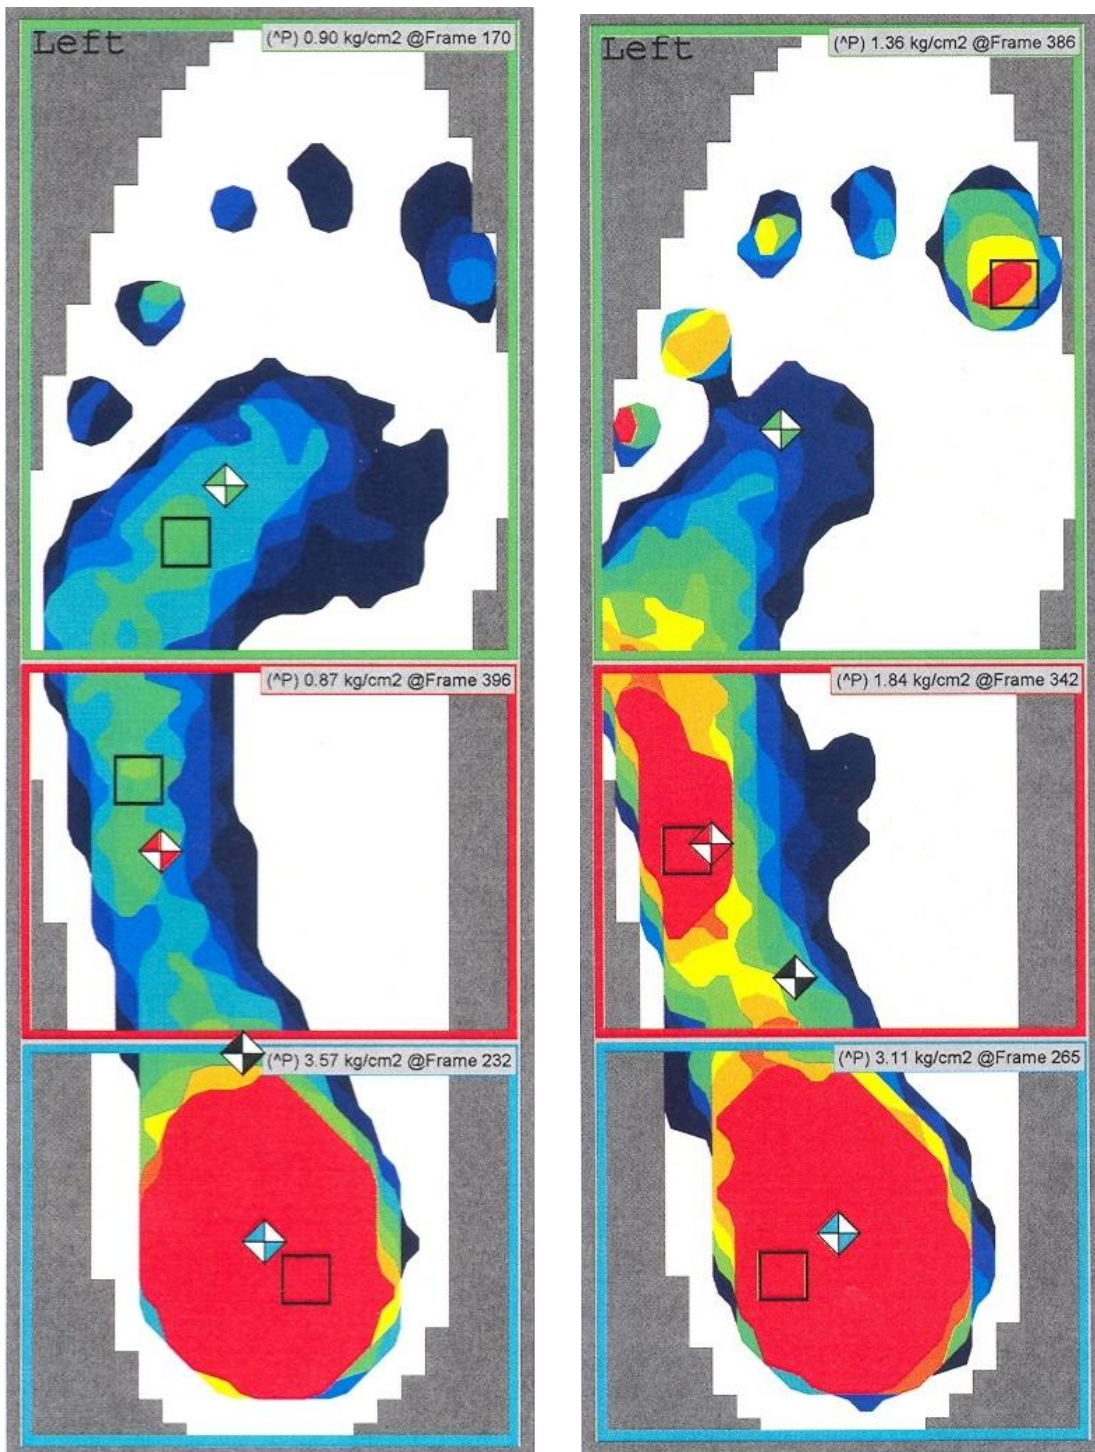 Left
(^P) 0.90 kg/cm2 @Frame 170
(^P) 0.87 kg/cm2 @Frame 396
(^P) 3.57 kg/cm2 @Frame 232
Left
(^P) 1.36 kg/cm2 @Frame 386
(^P) 1.84 kg/cm2 @Frame 342
(^P) 3.11 kg/cm2 @Frame 265